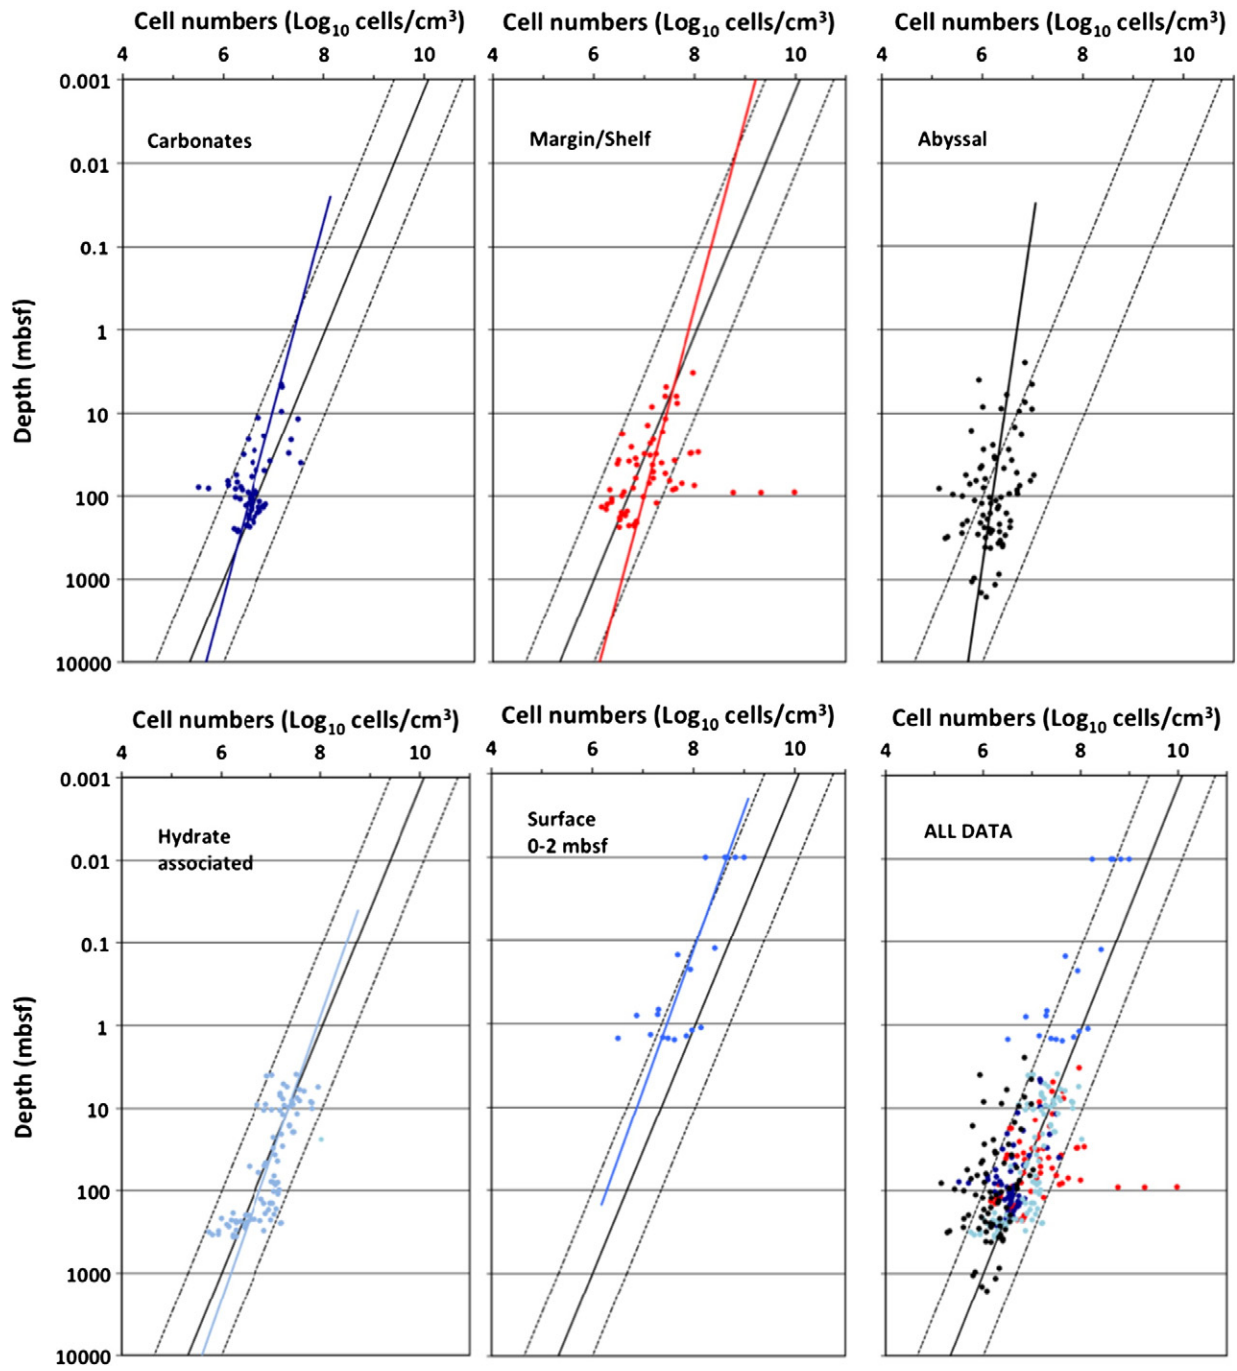 Cell numbers (Log10 cells/cm3)
Cell numbers (Log10 cells/cm3)
Cell numbers (Log10 cells/cm3)
4 6 8 10
4 6 8 10
4 6 8 10
0.001
Carbonates
Margin/Shelf
Abyssal
0.01
0.1
1
10
100
1000
10000
Depth (mbsf)
Cell numbers (Log10 cells/cm3)
Cell numbers (Log10 cells/cm3)
Cell numbers (Log10 cells/cm3)
4 6 8 10
4 6 8 10
4 6 8 10
0.001
Hydrate
associated
Surface
0-2 mbsf
ALL DATA
0.01
0.1
1
10
100
1000
10000
Depth (mbsf)